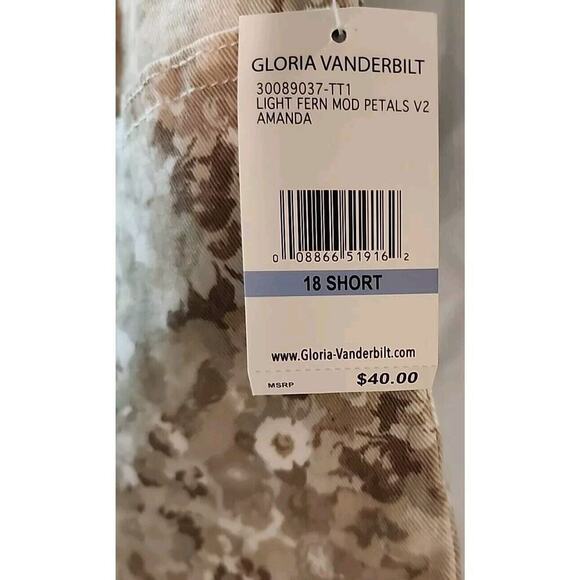 GLORIA VANDERBILT
30089037-TT1
LIGHT FERN MOD PETALS V2
AMANDA
0 08866 51916 2
18 SHORT
www.Gloria-Vanderbilt.com
MSRP $40.00